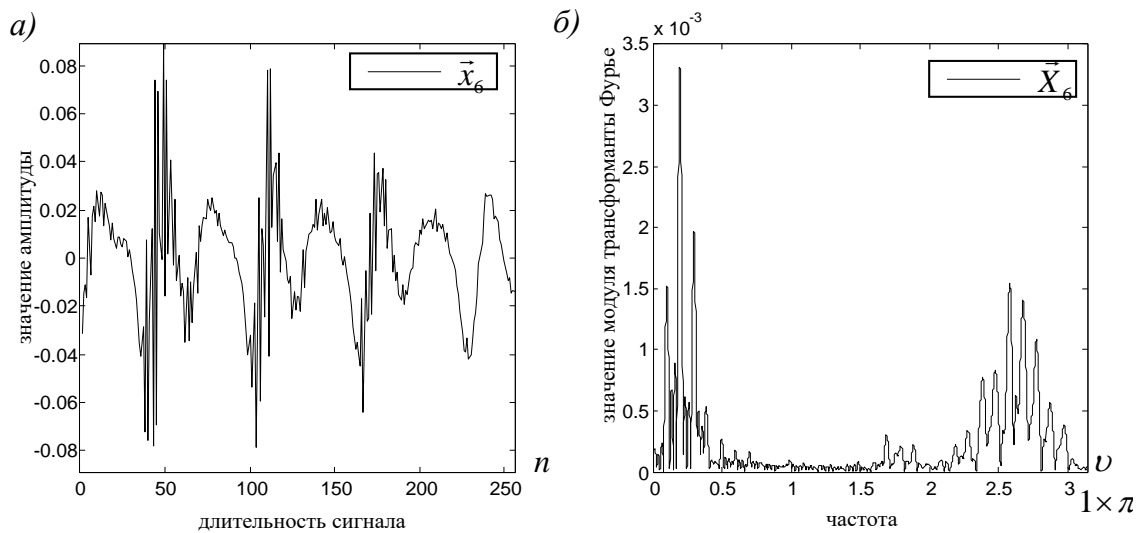 а)
значение амплитуды
0.08
0.06
0.04
0.02
0
-0.02
-0.04
-0.06
-0.08
x⃗₆
0 50 100 150 200 250
n
длительность сигнала
б)
x 10⁻³
значение модуля трансформанты Фурье
3.5
3
2.5
2
1.5
1
0.5
0
X⃗₆
0 0.5 1 1.5 2 2.5 3
υ
1×π
частота